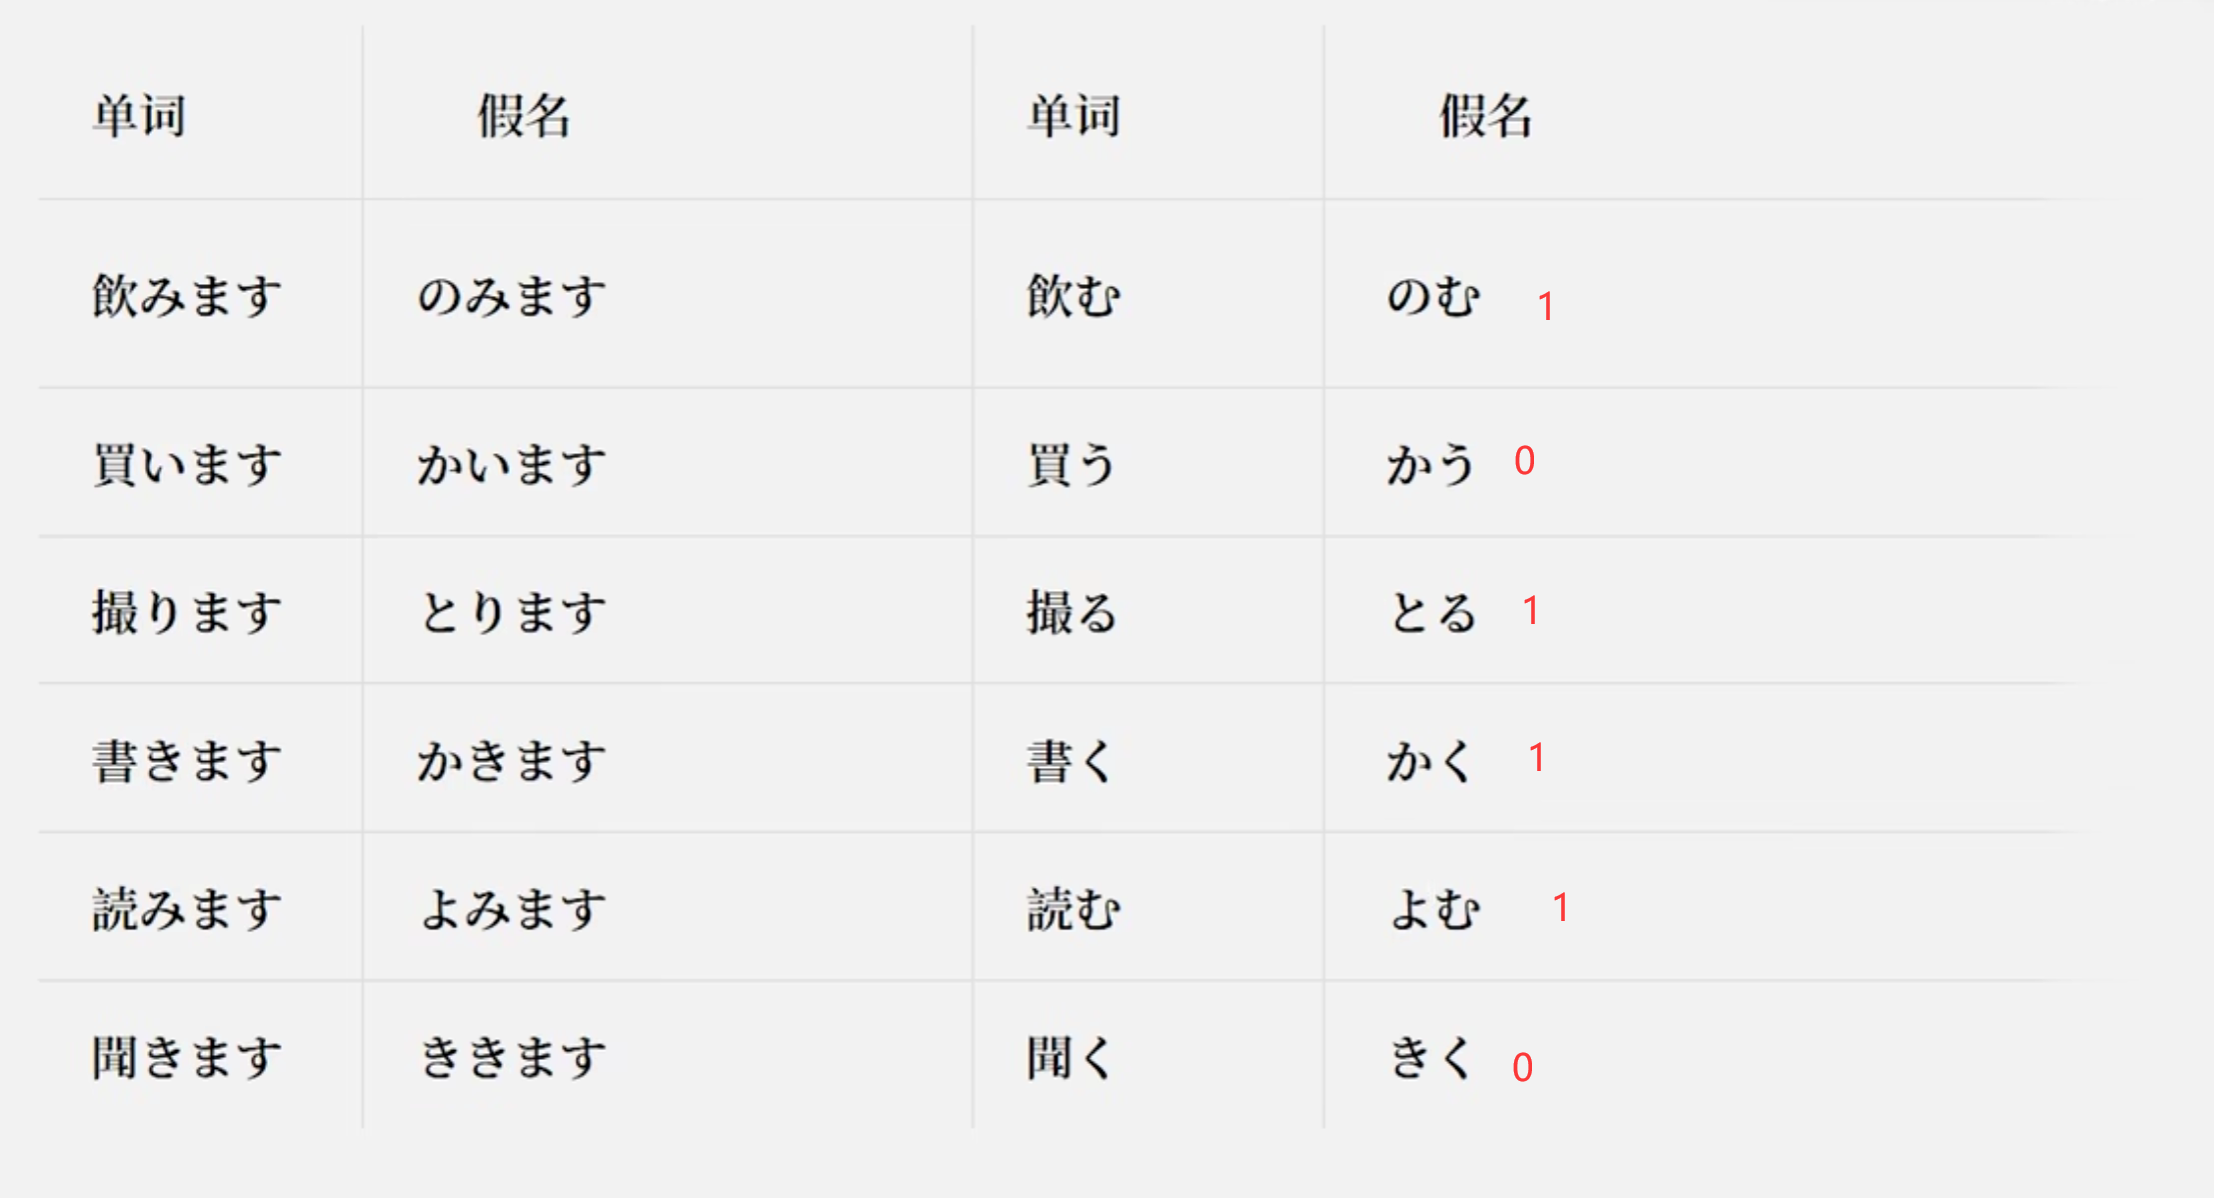 单词 假名 单词 假名
飲みます のみます 飲む のむ 1
買います かいます 買う かう 0
撮ります とります 撮る とる 1
書きます かきます 書く かく 1
読みます よみます 読む よむ 1
聞きます ききます 聞く きく 0